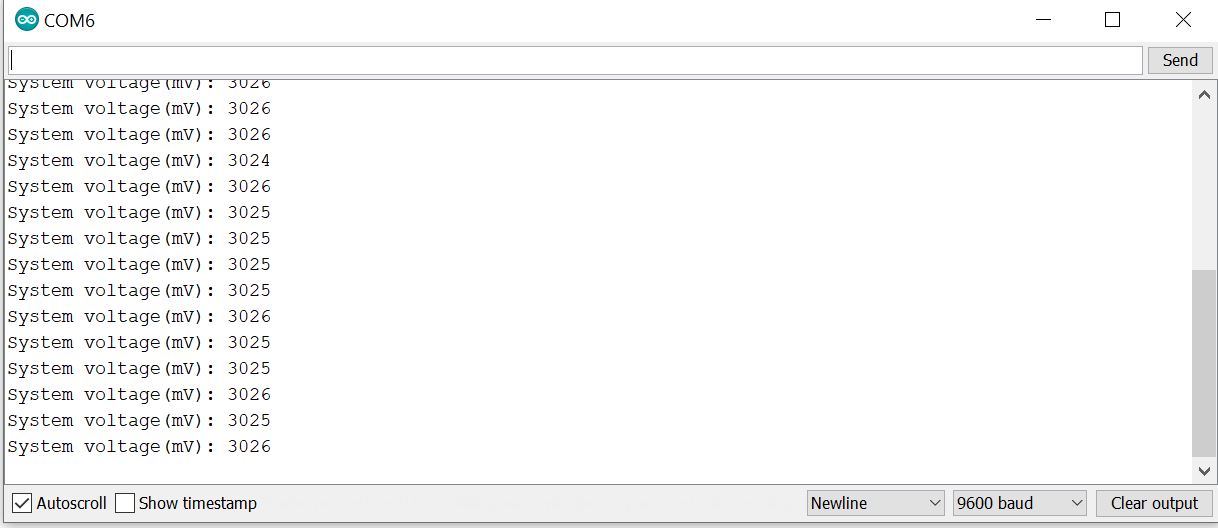 COM6
Send
System voltage(mV): 3026
System voltage(mV): 3026
System voltage(mV): 3026
System voltage(mV): 3024
System voltage(mV): 3026
System voltage(mV): 3025
System voltage(mV): 3025
System voltage(mV): 3025
System voltage(mV): 3025
System voltage(mV): 3026
System voltage(mV): 3025
System voltage(mV): 3025
System voltage(mV): 3026
System voltage(mV): 3025
System voltage(mV): 3026
Autoscroll Show timestamp Newline 9600 baud Clear output